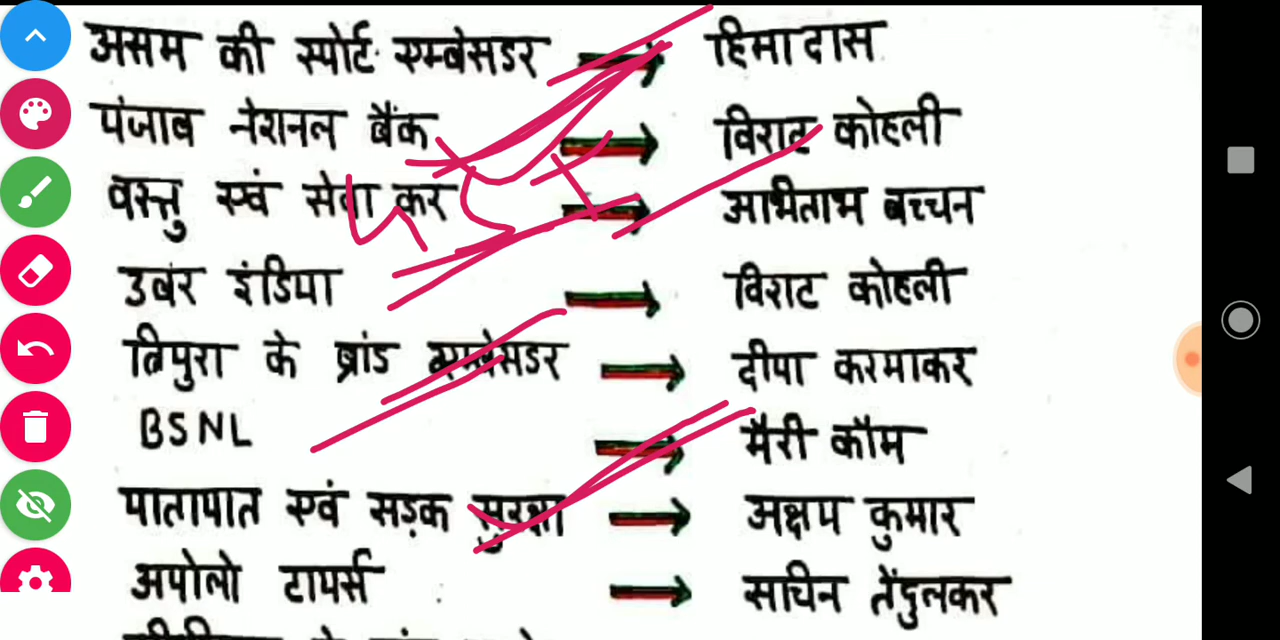 असम की स्पोर्ट एम्बेसडर → हिमा दास
पंजाब नेशनल बैंक → विराट कोहली
वस्तु एवं सेवा कर → अमिताभ बच्चन
उबर इंडिया → विराट कोहली
त्रिपुरा के ब्रांड एम्बेसडर → दीपा करमाकर
BSNL → मैरी कॉम
यातायात एवं सड़क सुरक्षा → अक्षय कुमार
अपोलो टायर्स → सचिन तेंदुलकर